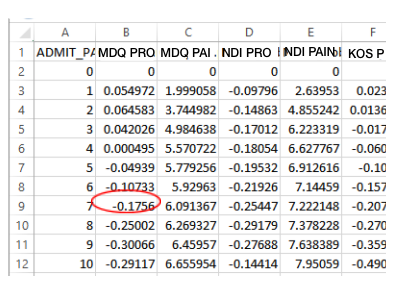 A B C D E F
1 ADMIT_PA MDQ PRO MDQ PAI NDI PRO NDI PAIN KOS P
2 0 0 0 0 0
3 1 0.054972 1.999058 -0.09796 2.63953 0.023
4 2 0.064583 3.744982 -0.14863 4.855242 0.0136
5 3 0.042026 4.984638 -0.17012 6.223319 -0.017
6 4 0.000495 5.570722 -0.18054 6.627767 -0.060
7 5 -0.04939 5.779256 -0.19532 6.912616 -0.10
8 6 -0.10733 5.92963 -0.21926 7.14459 -0.157
9 7 -0.1756 6.091367 -0.25447 7.222148 -0.207
10 8 -0.25002 6.269327 -0.29179 7.378228 -0.270
11 9 -0.30066 6.45957 -0.27688 7.638389 -0.359
12 10 -0.29117 6.655954 -0.14414 7.95059 -0.490